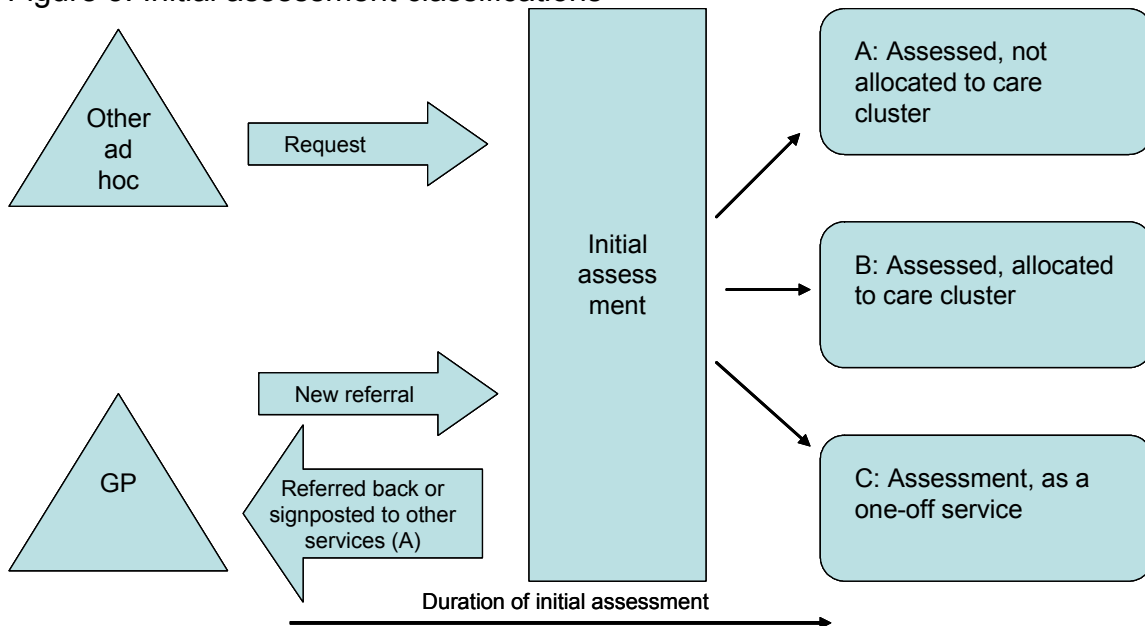 Other
ad
hoc
Request
Initial
assess
ment
A: Assessed, not
allocated to care
cluster
B: Assessed, allocated
to care cluster
New referral
GP
Referred back or
signposted to other
services (A)
C: Assessment, as a
one-off service
Duration of initial assessment